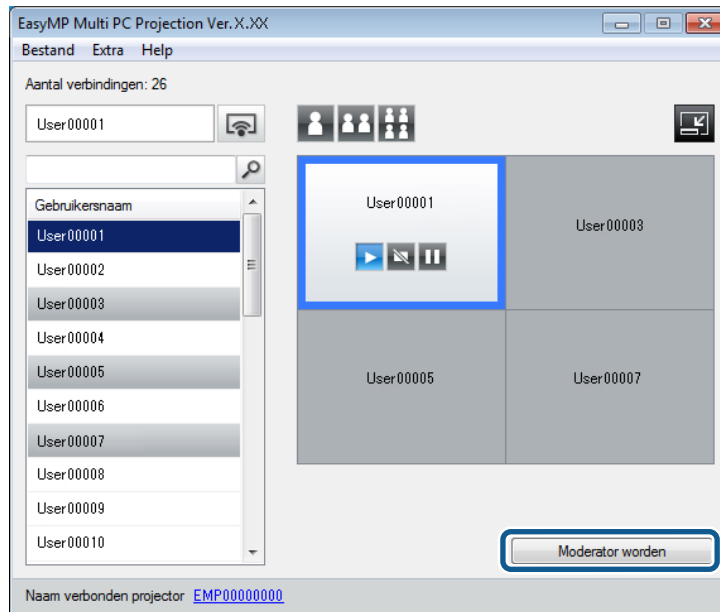 EasyMP Multi PC Projection Ver.X.XX
Bestand Extra Help
Aantal verbindingen: 26
User00001
Gebruikersnaam
User00001
User00002
User00003
User00004
User00005
User00006
User00007
User00008
User00009
User00010
User00001
User00003
User00005
User00007
Moderator worden
Naam verbonden projector EMP00000000